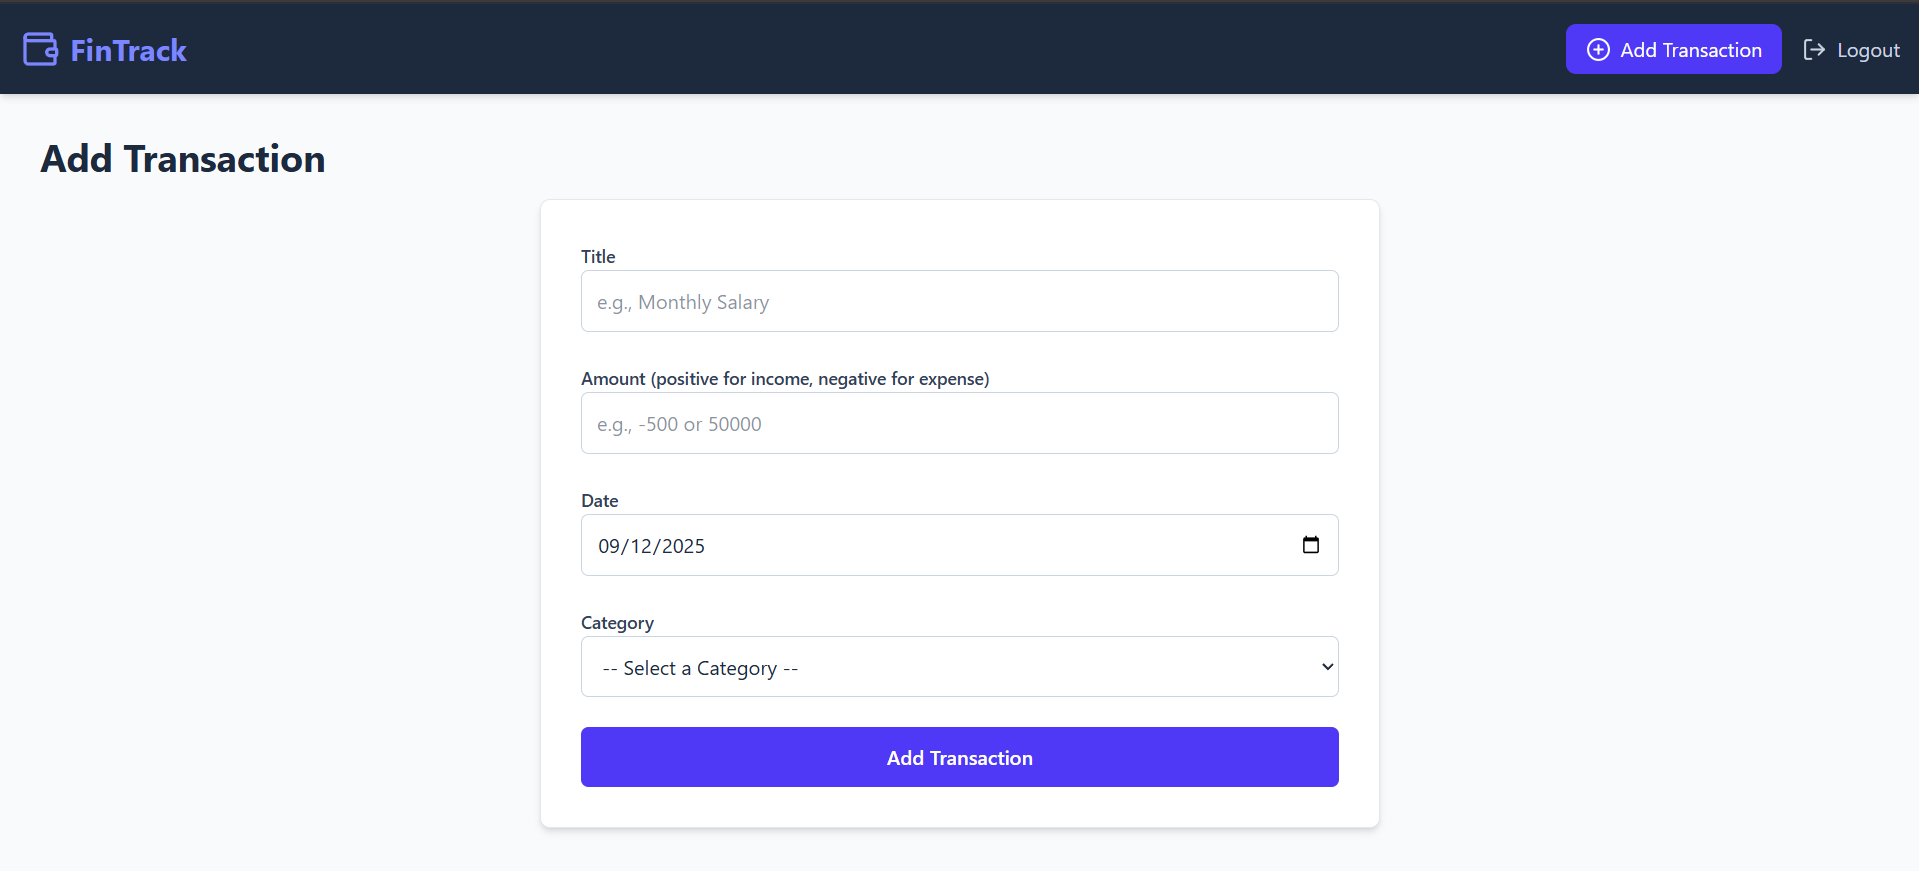 FinTrack
Add Transaction
Logout
Add Transaction
Title
e.g., Monthly Salary
Amount (positive for income, negative for expense)
e.g., -500 or 50000
Date
09/12/2025
Category
-- Select a Category --
Add Transaction